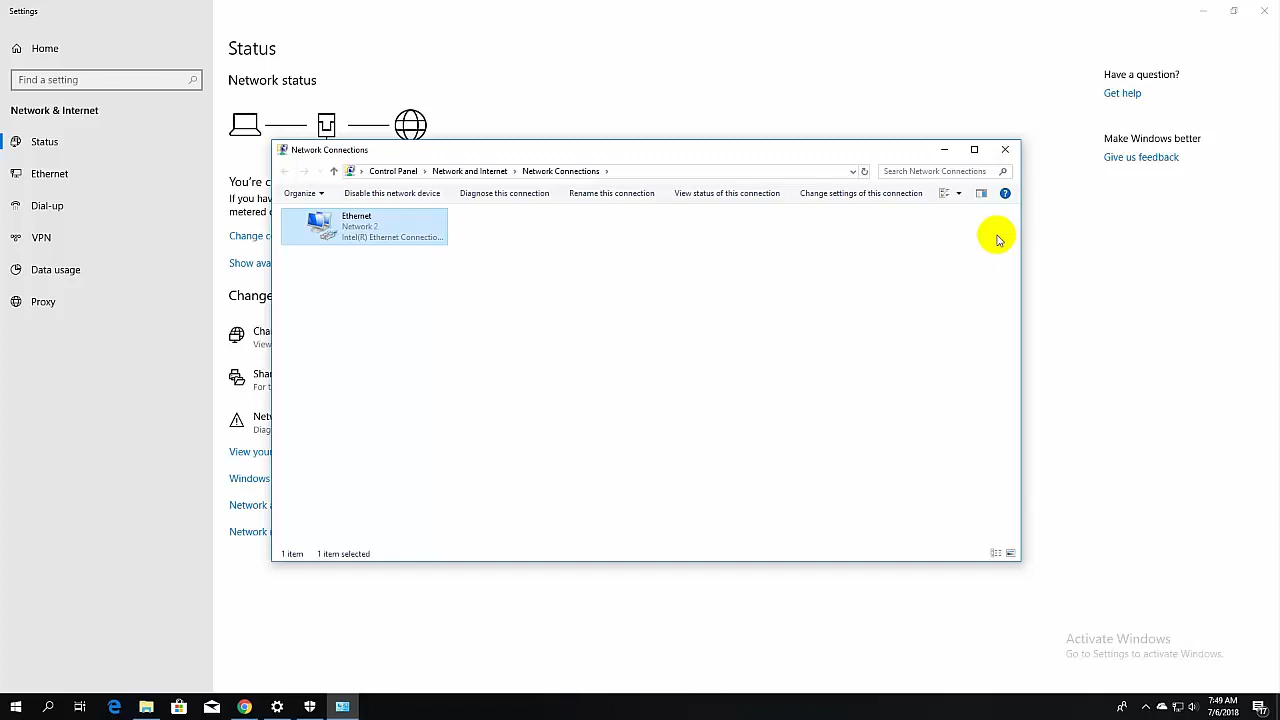 Settings
Home
Find a setting
Network & Internet
Status
Ethernet
Dial-up
VPN
Data usage
Proxy
Status
Network status
You're c
If you hav
metered c
Change c
Show ava
Change
Cha
View
Shar
For t
Net
Diag
View your
Windows
Network a
Network
Network Connections
Control Panel
Network and Internet
Network Connections
Search Network Connections
Organize
Disable this network device
Diagnose this connection
Rename this connection
View status of this connection
Change settings of this connection
Ethernet
Network 2
Intel(R) Ethernet Connectio...
1 item
1 item selected
Have a question?
Get help
Make Windows better
Give us feedback
Activate Windows
Go to Settings to activate Windows.
7:49 AM
7/6/2018
17